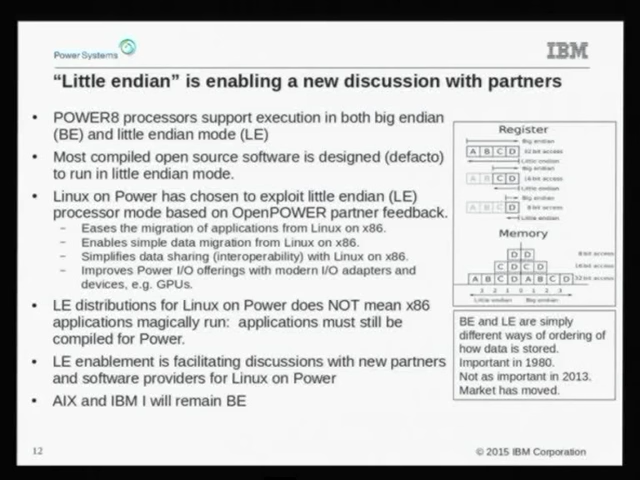 Power Systems
IBM
“Little endian” is enabling a new discussion with partners
• POWER8 processors support execution in both big endian
(BE) and little endian mode (LE)
• Most compiled open source software is designed (defacto)
to run in little endian mode.
• Linux on Power has chosen to exploit little endian (LE)
processor mode based on OpenPOWER partner feedback.
– Eases the migration of applications from Linux on x86.
– Enables simple data migration from Linux on x86.
– Simplifies data sharing (interoperability) with Linux on x86.
– Improves Power I/O offerings with modern I/O adapters and
devices, e.g. GPUs.
• LE distributions for Linux on Power does NOT mean x86
applications magically run: applications must still be
compiled for Power.
• LE enablement is facilitating discussions with new partners
and software providers for Linux on Power
• AIX and IBM I will remain BE
Register
Big endian
A B C D 32 bit access
Little endian
Big endian
A B C D 16 bit access
Little endian
Big endian
A B C D 8 bit access
Little endian
Memory
D D 8 bit access
C D C D 16 bit access
A B C D A B C D 32 bit access
3 2 1 0 1 2 3
Little endian Big endian
BE and LE are simply
different ways of ordering of
how data is stored.
Important in 1980.
Not as important in 2013.
Market has moved.
12
© 2015 IBM Corporation